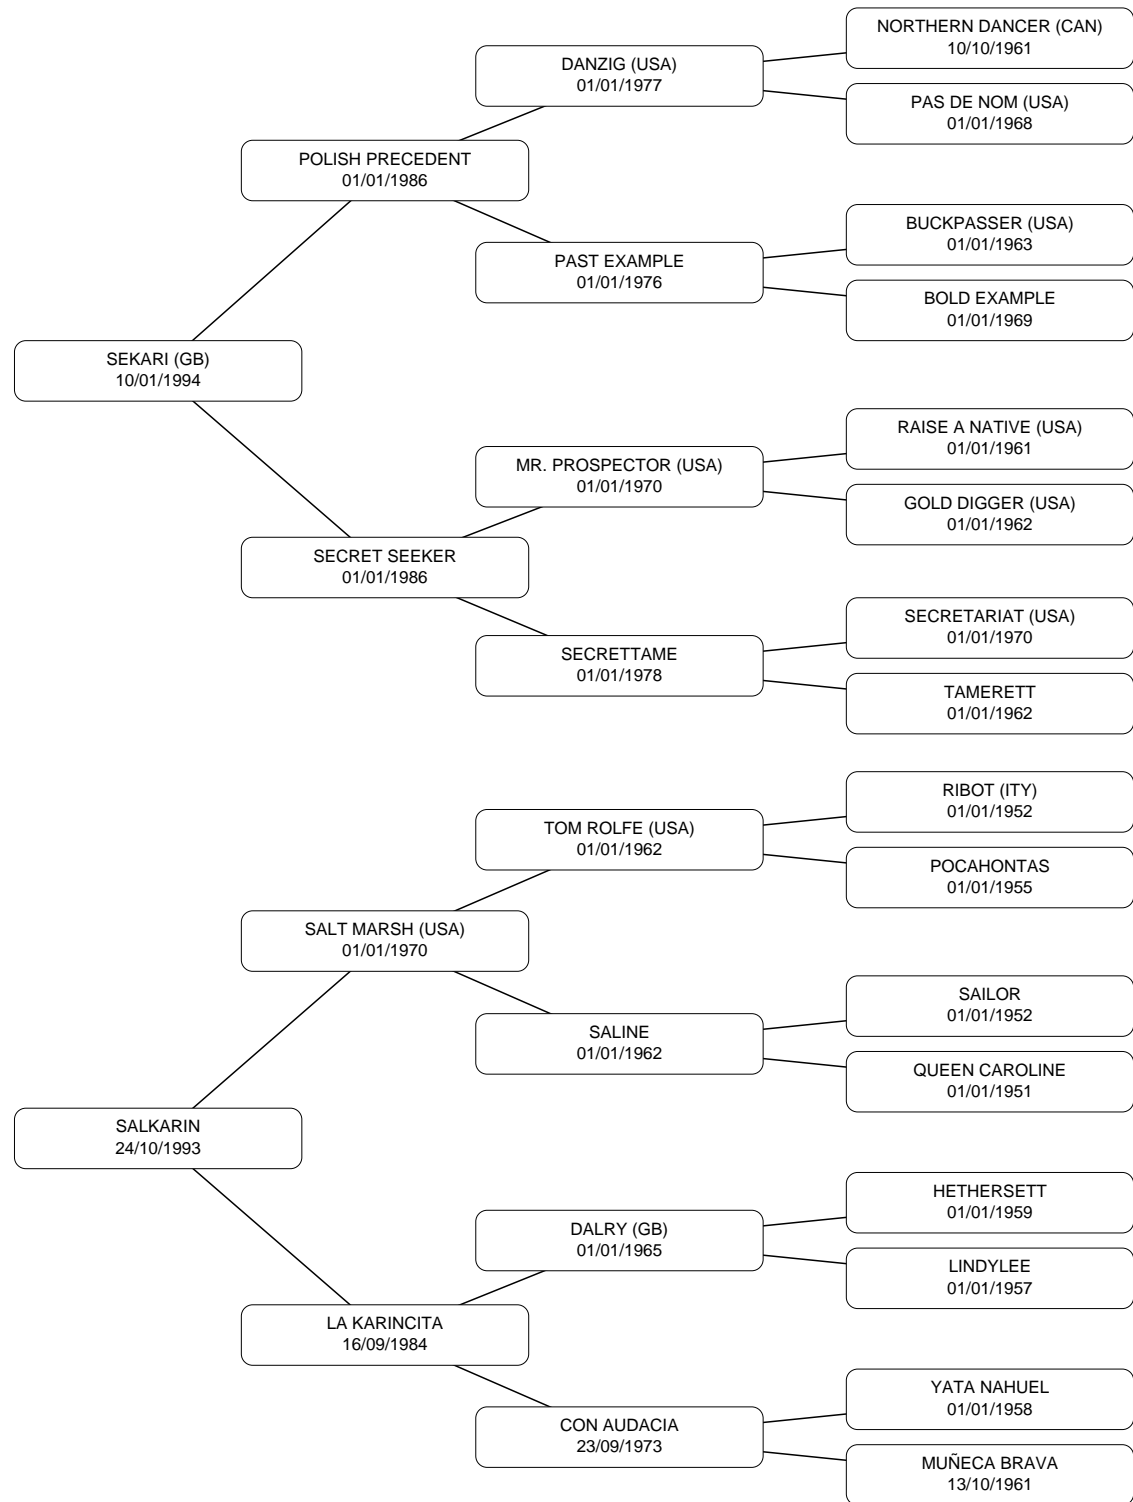 NORTHERN DANCER (CAN)
10/10/1961
DANZIG (USA)
01/01/1977
PAS DE NOM (USA)
01/01/1968
POLISH PRECEDENT
01/01/1986
BUCKPASSER (USA)
01/01/1963
PAST EXAMPLE
01/01/1976
BOLD EXAMPLE
01/01/1969
SEKARI (GB)
10/01/1994
RAISE A NATIVE (USA)
01/01/1961
MR. PROSPECTOR (USA)
01/01/1970
GOLD DIGGER (USA)
01/01/1962
SECRET SEEKER
01/01/1986
SECRETARIAT (USA)
01/01/1970
SECRETTAME
01/01/1978
TAMERETT
01/01/1962
RIBOT (ITY)
01/01/1952
TOM ROLFE (USA)
01/01/1962
POCAHONTAS
01/01/1955
SALT MARSH (USA)
01/01/1970
SAILOR
01/01/1952
SALINE
01/01/1962
QUEEN CAROLINE
01/01/1951
SALKARIN
24/10/1993
HETHERSETT
01/01/1959
DALRY (GB)
01/01/1965
LINDYLEE
01/01/1957
LA KARINCITA
16/09/1984
YATA NAHUEL
01/01/1958
CON AUDACIA
23/09/1973
MUÑECA BRAVA
13/10/1961